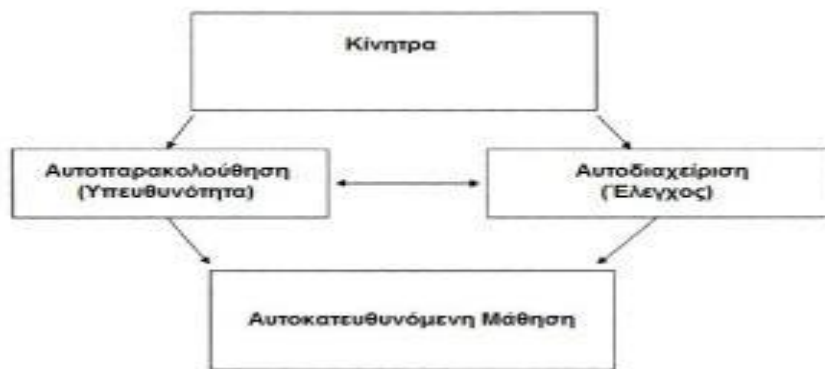 Κίνητρα
Αυτοπαρακολούθηση
(Υπευθυνότητα)
Αυτοδιαχείριση
(Έλεγχος)
Αυτοκατευθυνόμενη Μάθηση